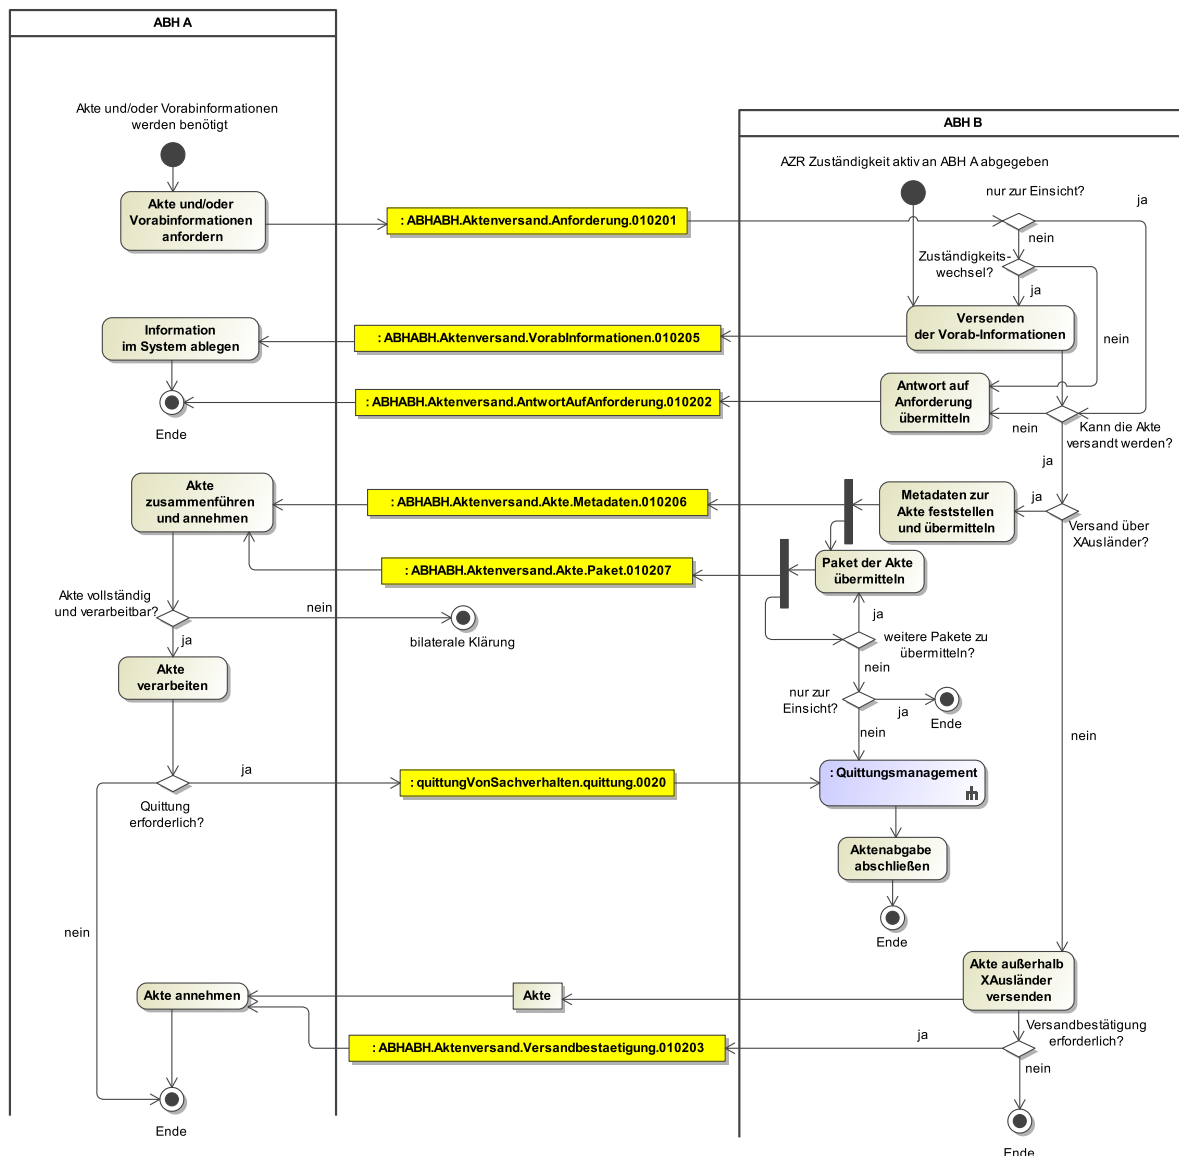 ABH A
Akte und/oder Vorabinformationen
werden benötigt
Akte und/oder
Vorabinformationen
anfordern
: ABHABH.Aktenversand.Anforderung.010201
ABH B
AZR Zuständigkeit aktiv an ABH A abgegeben
nur zur Einsicht?
ja
nein
Zuständigkeits-
wechsel?
ja
nein
Versenden
der Vorab-Informationen
: ABHABH.Aktenversand.VorabInformationen.010205
Information
im System ablegen
Antwort auf
Anforderung
übermitteln
: ABHABH.Aktenversand.AntwortAufAnforderung.010202
Ende
nein
Kann die Akte
versandt werden?
ja
Akte
zusammenführen
und annehmen
: ABHABH.Aktenversand.Akte.Metadaten.010206
Metadaten zur
Akte feststellen
und übermitteln
ja
Versand über
XAusländer?
: ABHABH.Aktenversand.Akte.Paket.010207
Paket der Akte
übermitteln
Akte vollständig
und verarbeitbar?
nein
bilaterale Klärung
ja
ja
weitere Pakete zu
übermitteln?
nein
Akte
verarbeiten
nur zur
Einsicht?
ja
Ende
nein
nein
ja
Quittung
erforderlich?
: quittungVonSachverhalten.quittung.0020
: Quittungsmanagement
Aktenabgabe
abschließen
Ende
nein
Akte außerhalb
XAusländer
versenden
Akte annehmen
Akte
Versandbestätigung
erforderlich?
ja
: ABHABH.Aktenversand.Versandbestaetigung.010203
nein
Ende
Ende